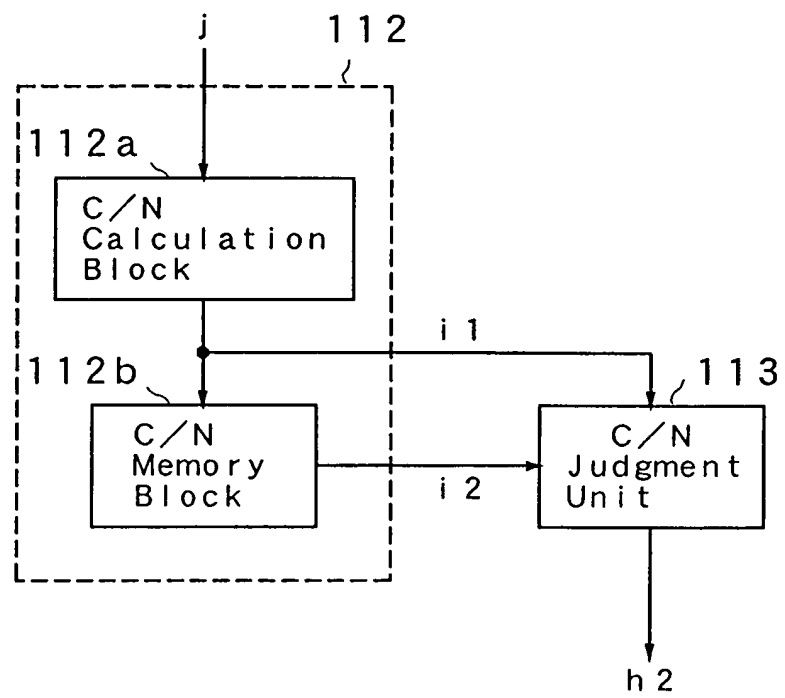 j
112
112a
C/N
Calculation
Block
i1
112b
113
C/N
Memory
Block
C/N
Judgment
Unit
i2
h2